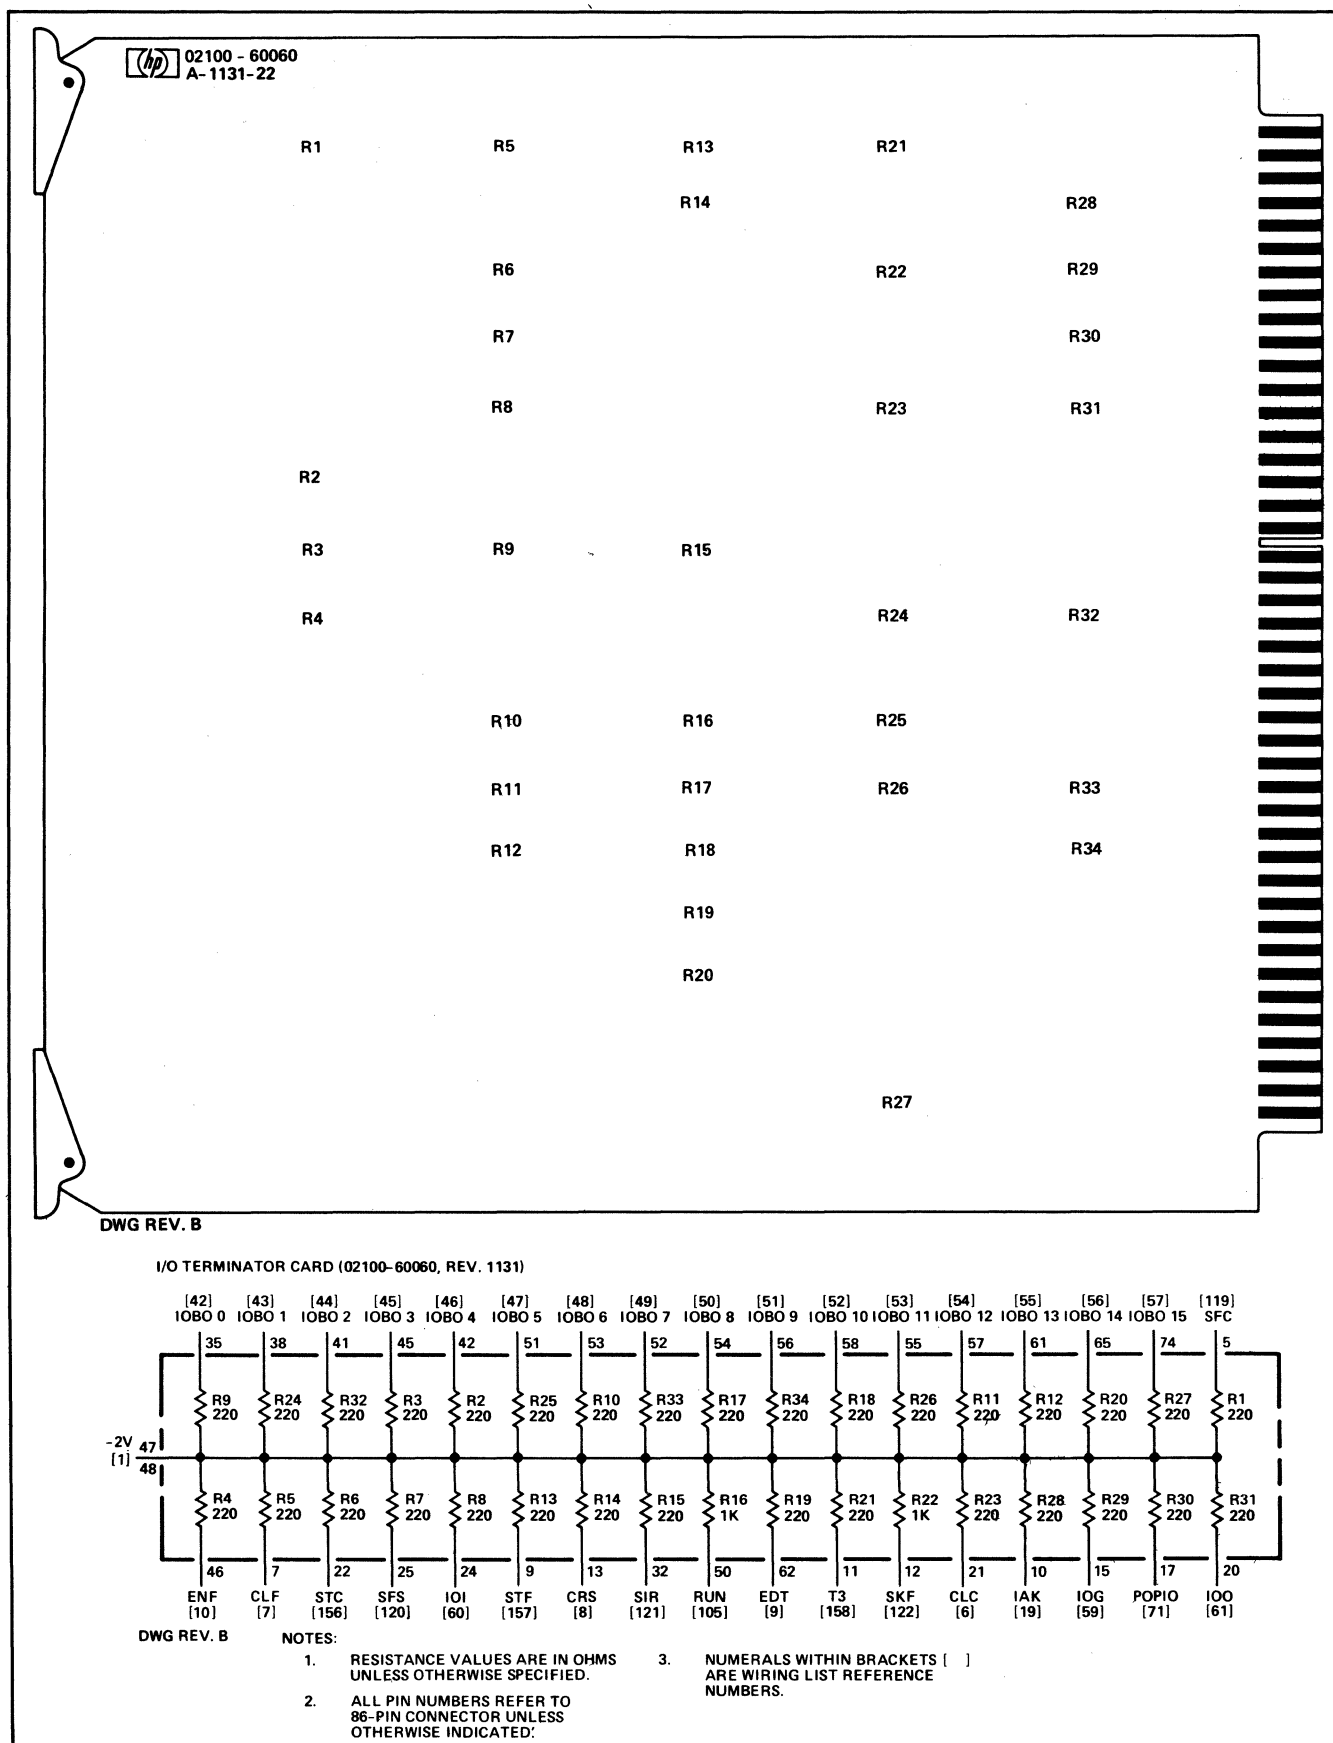 hp 02100 - 60060
A-1131-22
R1 R5 R13 R21
R14 R28
R6 R22 R29
R7 R30
R8 R23 R31
R2
R3 R9 R15
R4 R24 R32
R10 R16 R25
R11 R17 R26 R33
R12 R18 R34
R19
R20
R27
DWG REV. B
I/O TERMINATOR CARD (02100-60060, REV. 1131)
[42] [43] [44] [45] [46] [47] [48] [49] [50] [51] [52] [53] [54] [55] [56] [57] [119]
IOBO 0 IOBO 1 IOBO 2 IOBO 3 IOBO 4 IOBO 5 IOBO 6 IOBO 7 IOBO 8 IOBO 9 IOBO 10 IOBO 11 IOBO 12 IOBO 13 IOBO 14 IOBO 15 SFC
35 38 41 45 42 51 53 52 54 56 58 55 57 61 65 74 5
R9 R24 R32 R3 R2 R25 R10 R33 R17 R34 R18 R26 R11 R12 R20 R27 R1
220 220 220 220 220 220 220 220 220 220 220 220 220 220 220 220 220
-2V 47
[1] 48
R4 R5 R6 R7 R8 R13 R14 R15 R16 R19 R21 R22 R23 R28 R29 R30 R31
220 220 220 220 220 220 220 220 1K 220 220 1K 220 220 220 220 220
46 7 22 25 24 9 13 32 50 62 11 12 21 10 15 17 20
ENF CLF STC SFS IOI STF CRS SIR RUN EDT T3 SKF CLC IAK IOG POPIO IOO
[10] [7] [156] [120] [60] [157] [8] [121] [105] [9] [158] [122] [6] [19] [59] [71] [61]
DWG REV. B
NOTES:
1. RESISTANCE VALUES ARE IN OHMS
UNLESS OTHERWISE SPECIFIED.
2. ALL PIN NUMBERS REFER TO
86-PIN CONNECTOR UNLESS
OTHERWISE INDICATED.
3. NUMERALS WITHIN BRACKETS [ ]
ARE WIRING LIST REFERENCE
NUMBERS.